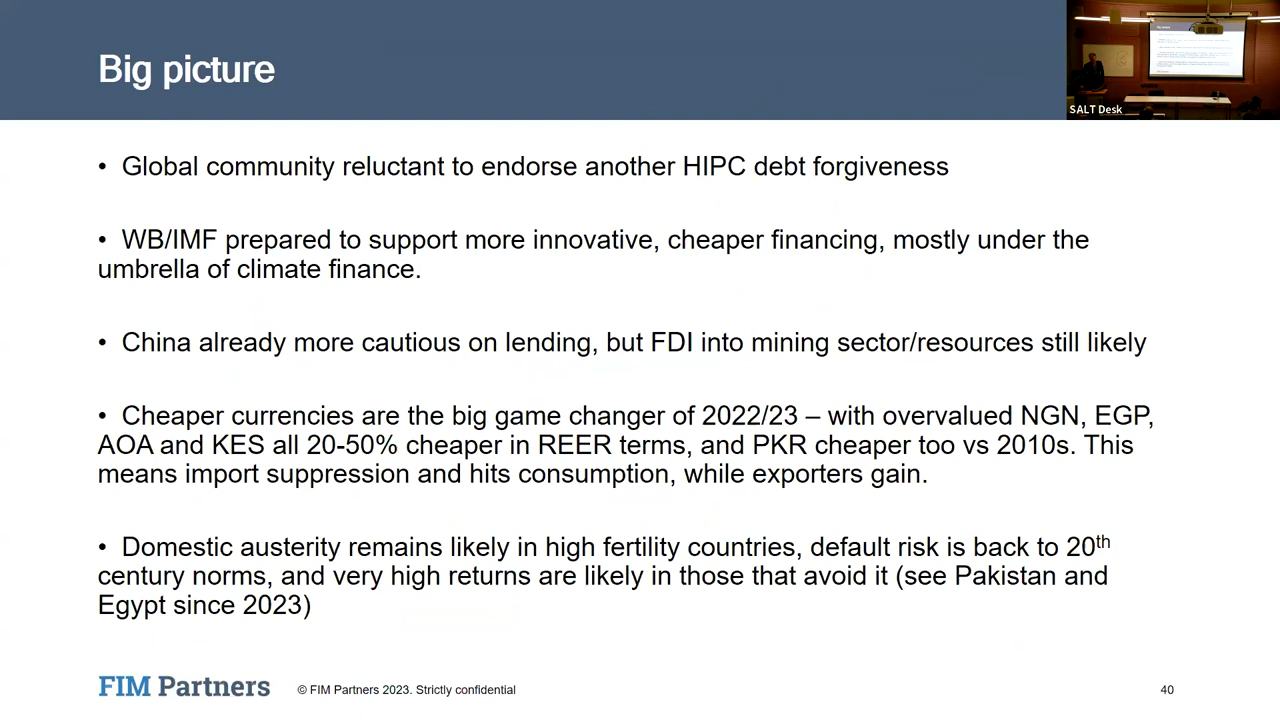 Big picture
SALT Desk
• Global community reluctant to endorse another HIPC debt forgiveness
• WB/IMF prepared to support more innovative, cheaper financing, mostly under the
umbrella of climate finance.
• China already more cautious on lending, but FDI into mining sector/resources still likely
• Cheaper currencies are the big game changer of 2022/23 – with overvalued NGN, EGP,
AOA and KES all 20-50% cheaper in REER terms, and PKR cheaper too vs 2010s. This
means import suppression and hits consumption, while exporters gain.
• Domestic austerity remains likely in high fertility countries, default risk is back to 20th
century norms, and very high returns are likely in those that avoid it (see Pakistan and
Egypt since 2023)
FIM Partners
© FIM Partners 2023. Strictly confidential
40